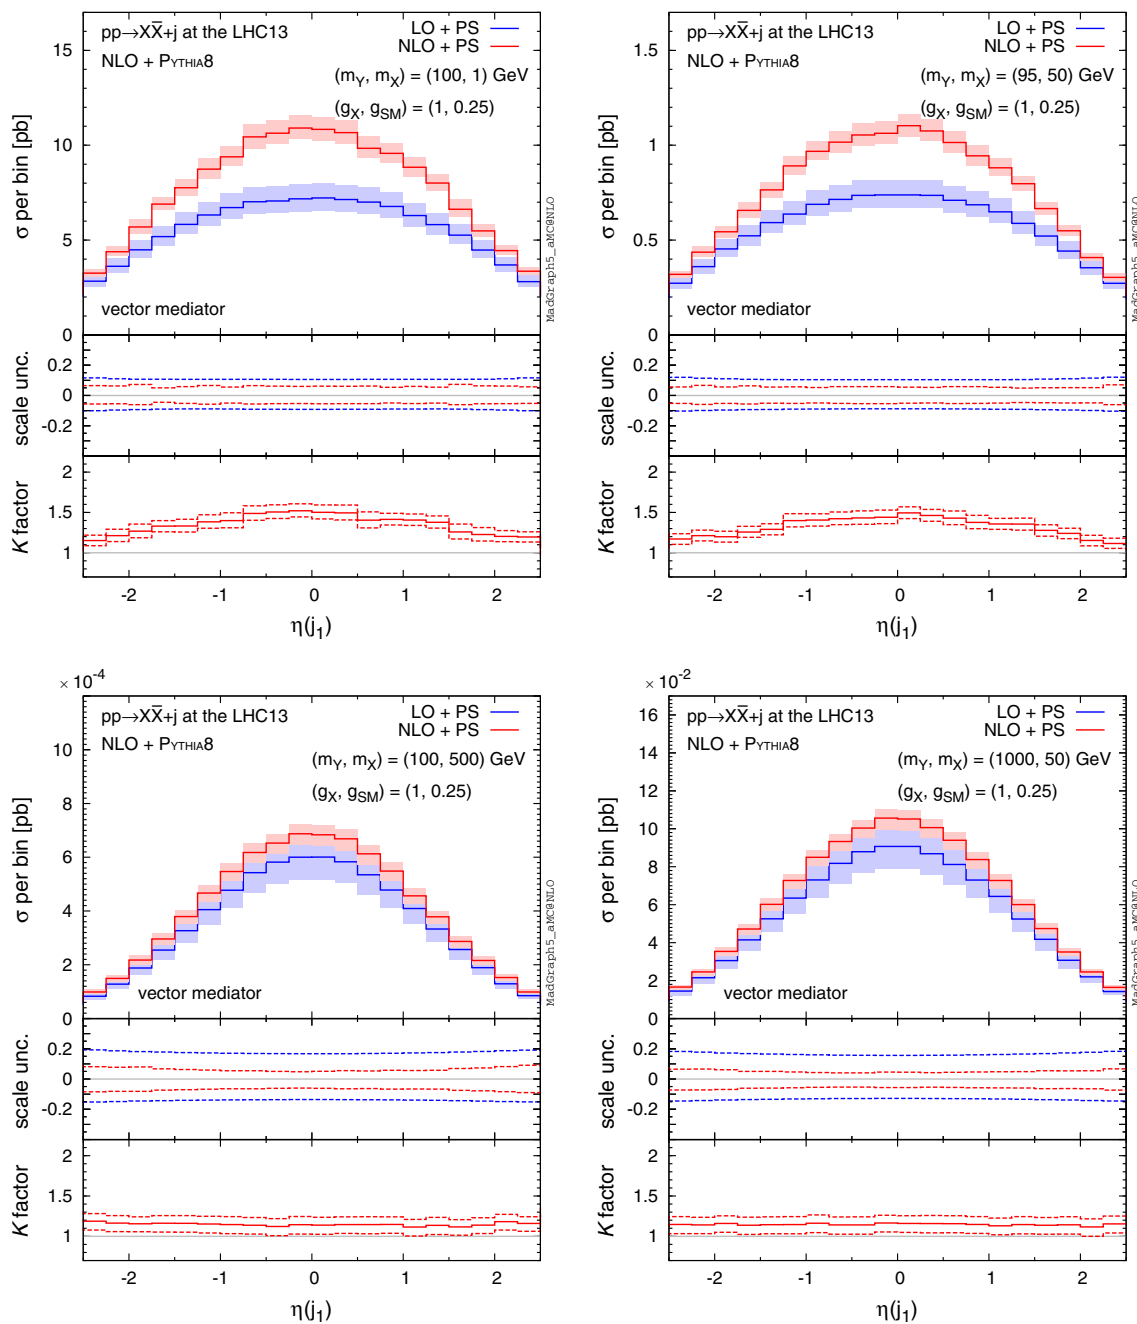 pp→XX̅+j at the LHC13
NLO + PYTHIA8
LO + PS
NLO + PS
(mY, mX) = (100, 1) GeV
(gX, gSM) = (1, 0.25)
vector mediator
σ per bin [pb]
15
10
5
0
MadGraph5_aMC@NLO
scale unc.
0.2
0
-0.2
K factor
2
1.5
1
-2 -1 0 1 2
η(j1)
pp→XX̅+j at the LHC13
NLO + PYTHIA8
LO + PS
NLO + PS
(mY, mX) = (95, 50) GeV
(gX, gSM) = (1, 0.25)
vector mediator
σ per bin [pb]
1.5
1
0.5
0
MadGraph5_aMC@NLO
scale unc.
0.2
0
-0.2
K factor
2
1.5
1
-2 -1 0 1 2
η(j1)
× 10-4
pp→XX̅+j at the LHC13
NLO + PYTHIA8
LO + PS
NLO + PS
(mY, mX) = (100, 500) GeV
(gX, gSM) = (1, 0.25)
vector mediator
σ per bin [pb]
10
8
6
4
2
0
MadGraph5_aMC@NLO
scale unc.
0.2
0
-0.2
K factor
2
1.5
1
-2 -1 0 1 2
η(j1)
× 10-2
pp→XX̅+j at the LHC13
NLO + PYTHIA8
LO + PS
NLO + PS
(mY, mX) = (1000, 50) GeV
(gX, gSM) = (1, 0.25)
vector mediator
σ per bin [pb]
16
14
12
10
8
6
4
2
0
MadGraph5_aMC@NLO
scale unc.
0.2
0
-0.2
K factor
2
1.5
1
-2 -1 0 1 2
η(j1)